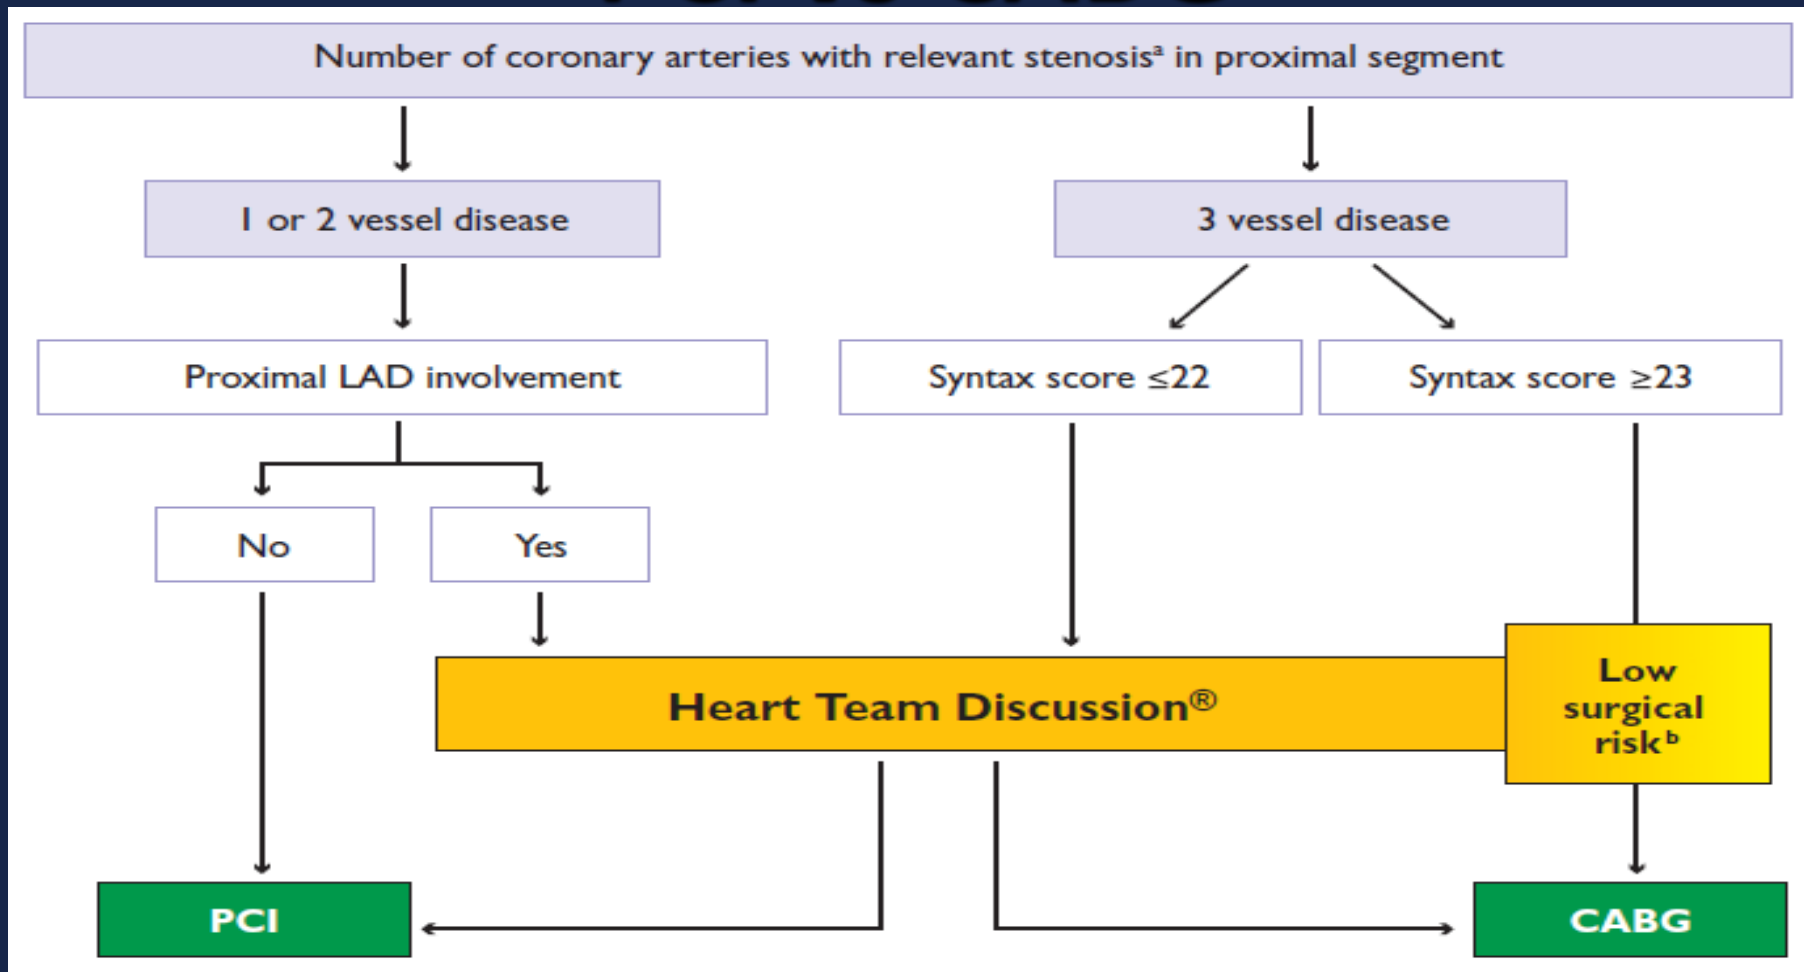 Number of coronary arteries with relevant stenosisᵃ in proximal segment
1 or 2 vessel disease
3 vessel disease
Proximal LAD involvement
Syntax score ≤22
Syntax score ≥23
No
Yes
Heart Team Discussion®
Low
surgical
riskᵇ
PCI
CABG